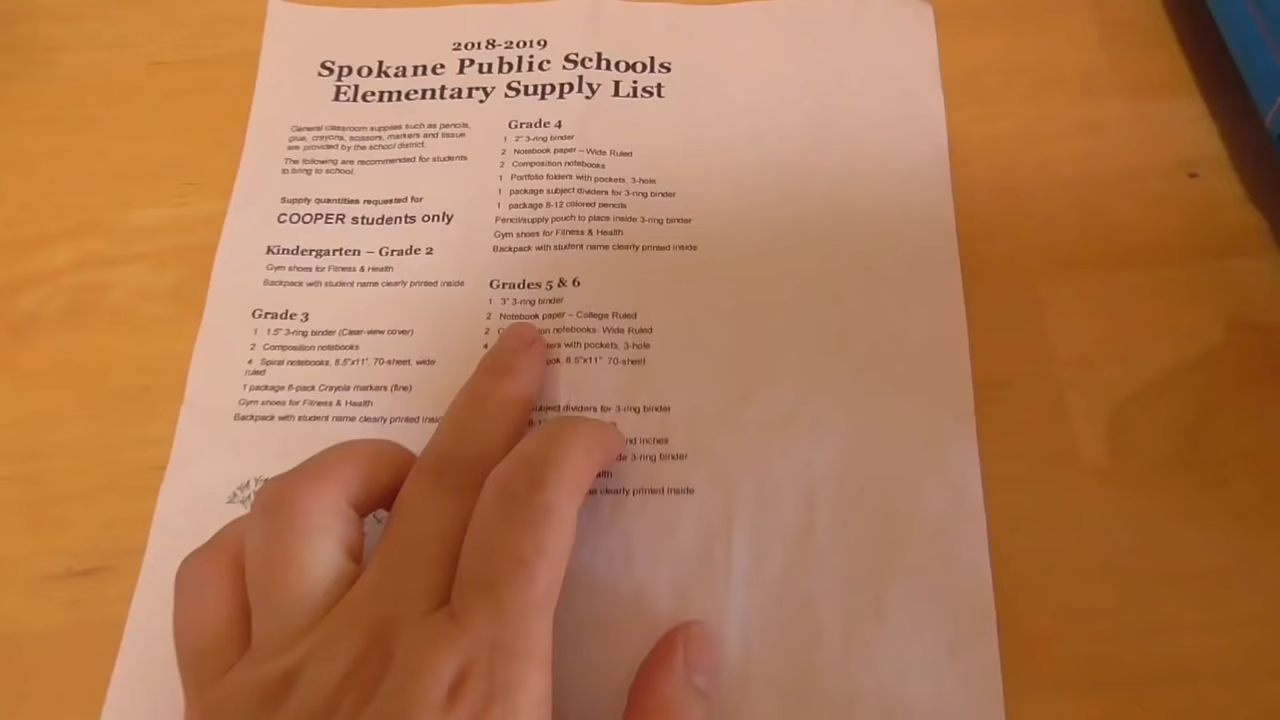 2018-2019
Spokane Public Schools
Elementary Supply List
General classroom supplies such as pencils,
glue, crayons, scissors, markers and tissue
are provided by the school district.
The following are recommended for students
to bring to school.
Supply quantities requested for
COOPER students only
Kindergarten – Grade 2
Gym shoes for Fitness & Health
Backpack with student name clearly printed inside
Grade 3
1 1.5" 3-ring binder (Clear-view cover)
2 Composition notebooks
4 Spiral notebooks, 8.5"x11", 70-sheet, wide
ruled
1 package 8-pack Crayola markers (fine)
Gym shoes for Fitness & Health
Backpack with student name clearly printed
Grade 4
1 2" 3-ring binder
2 Notebook paper – Wide Ruled
2 Composition notebooks
1 Portfolio folders with pockets, 3-hole
1 package subject dividers for 3-ring binder
1 package 8-12 colored pencils
Pencil/supply pouch to place inside 3-ring binder
Gym shoes for Fitness & Health
Backpack with student name clearly printed inside
Grades 5 & 6
1 3" 3-ring binder
2 Notebook paper – College Ruled
2 notebooks- Wide Ruled
4 with pockets, 3-hole
8.5"x11" 70-sheet
dividers for 3-ring binder
inches
3-ring binder
clearly printed inside